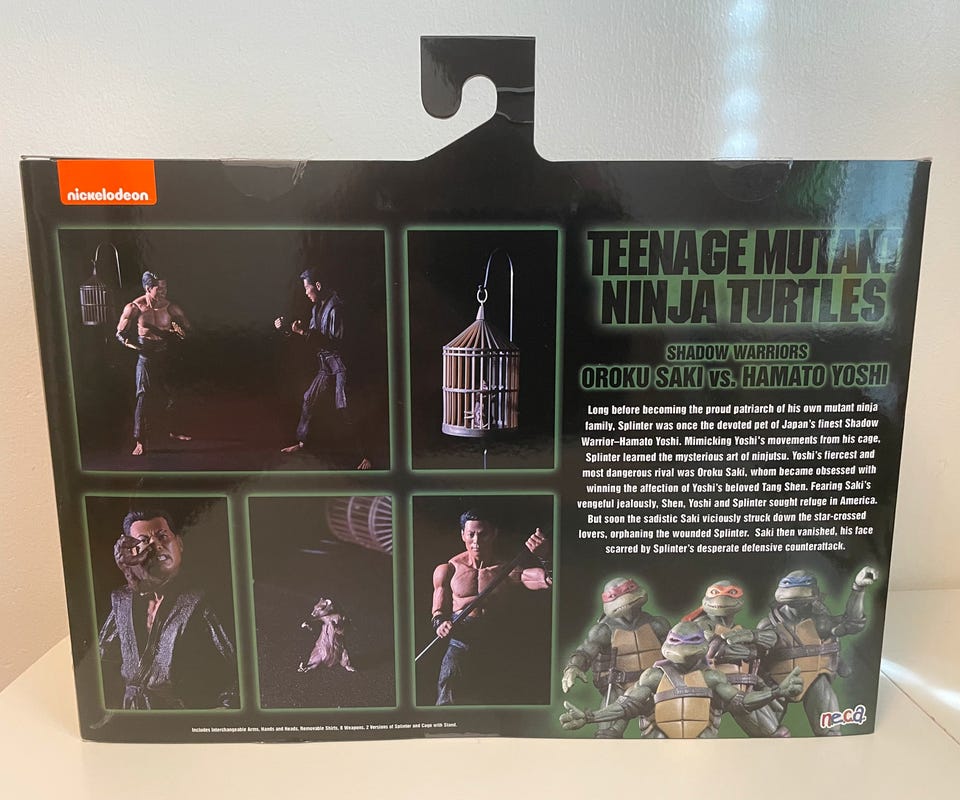 nickelodeon
TEENAGE MUTANT
NINJA TURTLES
SHADOW WARRIORS
OROKU SAKI vs. HAMATO YOSHI
Long before becoming the proud patriarch of his own mutant ninja
family, Splinter was once the devoted pet of Japan's finest Shadow
Warrior–Hamato Yoshi. Mimicking Yoshi's movements from his cage,
Splinter learned the mysterious art of ninjutsu. Yoshi's fiercest and
most dangerous rival was Oroku Saki, whom became obsessed with
winning the affection of Yoshi's beloved Tang Shen. Fearing Saki's
vengeful jealously, Shen, Yoshi and Splinter sought refuge in America.
But soon the sadistic Saki viciously struck down the star-crossed
lovers, orphaning the wounded Splinter. Saki then vanished, his face
scarred by Splinter's desperate defensive counterattack.
neca
Includes Interchangeable Arms, Hands and Heads, Removable Shirts, 8 Weapons, 2 Versions of Splinter and Cage with Stand.